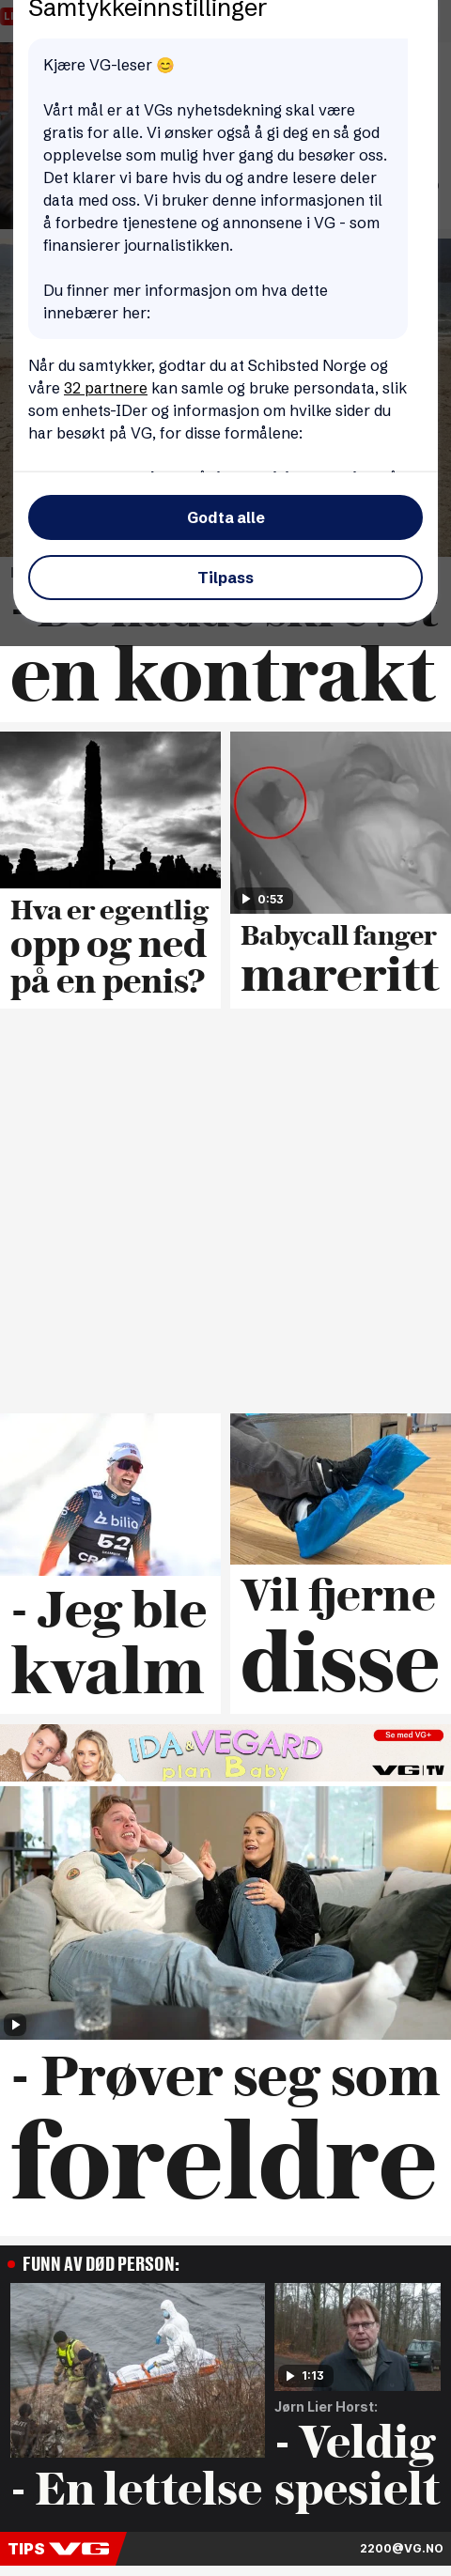 Samtykkeinnstillinger
Kjære VG-leser 😊
Vårt mål er at VGs nyhetsdekning skal være
gratis for alle. Vi ønsker også å gi deg en så god
opplevelse som mulig hver gang du besøker oss.
Det klarer vi bare hvis du og andre lesere deler
data med oss. Vi bruker denne informasjonen til
å forbedre tjenestene og annonsene i VG - som
finansierer journalistikken.
Du finner mer informasjon om hva dette
innebærer her:
Når du samtykker, godtar du at Schibsted Norge og
våre 32 partnere kan samle og bruke persondata, slik
som enhets-IDer og informasjon om hvilke sider du
har besøkt på VG, for disse formålene:
Godta alle
Tilpass
en kontrakt
0:53
Hva er egentlig
opp og ned
på en penis?
Babycall fanger
mareritt
bilia
52
- Jeg ble
kvalm
Vil fjerne
disse
IDA & VEGARD
plan Baby
Se med VG+
VG|TV
- Prøver seg som
foreldre
FUNN AV DØD PERSON:
1:13
Jørn Lier Horst:
- Veldig
spesielt
- En lettelse
TIPS VG
2200@VG.NO